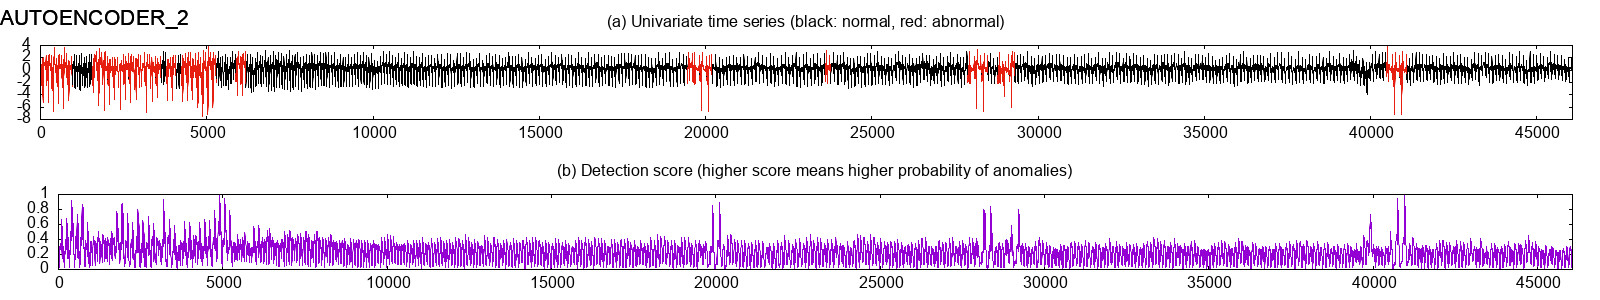 AUTOENCODER_2
(a) Univariate time series (black: normal, red: abnormal)
4
2
0
-2
-4
-6
-8
0 5000 10000 15000 20000 25000 30000 35000 40000 45000
(b) Detection score (higher score means higher probability of anomalies)
1
0.8
0.6
0.4
0.2
0
0 5000 10000 15000 20000 25000 30000 35000 40000 45000